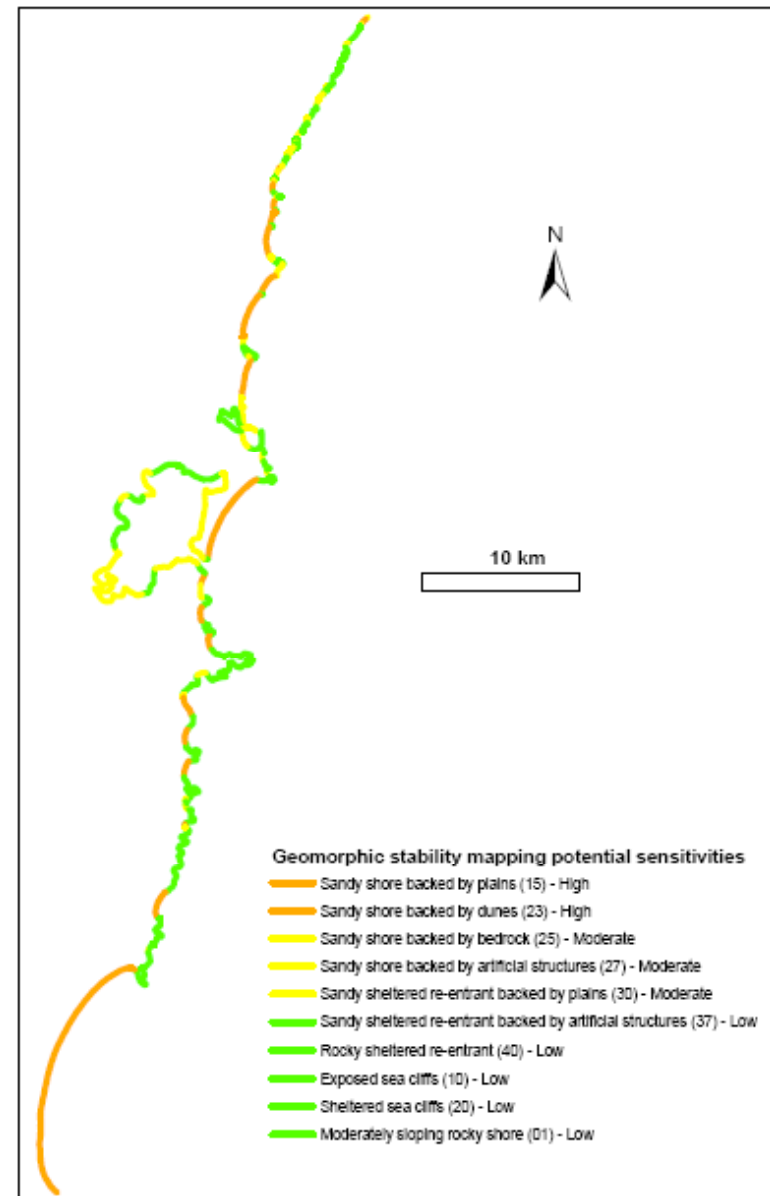 N
10 km
Geomorphic stability mapping potential sensitivities
Sandy shore backed by plains (15) - High
Sandy shore backed by dunes (23) - High
Sandy shore backed by bedrock (25) - Moderate
Sandy shore backed by artificial structures (27) - Moderate
Sandy sheltered re-entrant backed by plains (30) - Moderate
Sandy sheltered re-entrant backed by artificial structures (37) - Low
Rocky sheltered re-entrant (40) - Low
Exposed sea cliffs (10) - Low
Sheltered sea cliffs (20) - Low
Moderately sloping rocky shore (01) - Low